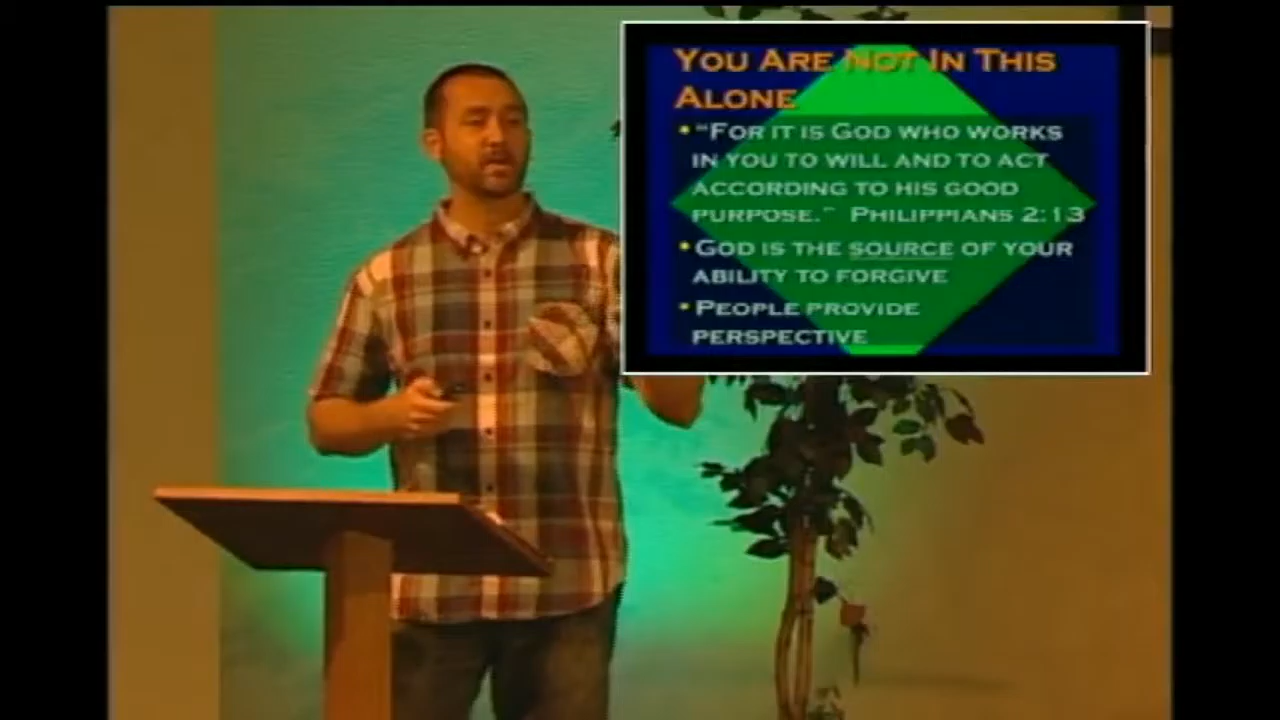 YOU ARE NOT IN THIS
ALONE
• “FOR IT IS GOD WHO WORKS
IN YOU TO WILL AND TO ACT
ACCORDING TO HIS GOOD
PURPOSE.” PHILIPPIANS 2:13
• GOD IS THE SOURCE OF YOUR
ABILITY TO FORGIVE
• PEOPLE PROVIDE
PERSPECTIVE